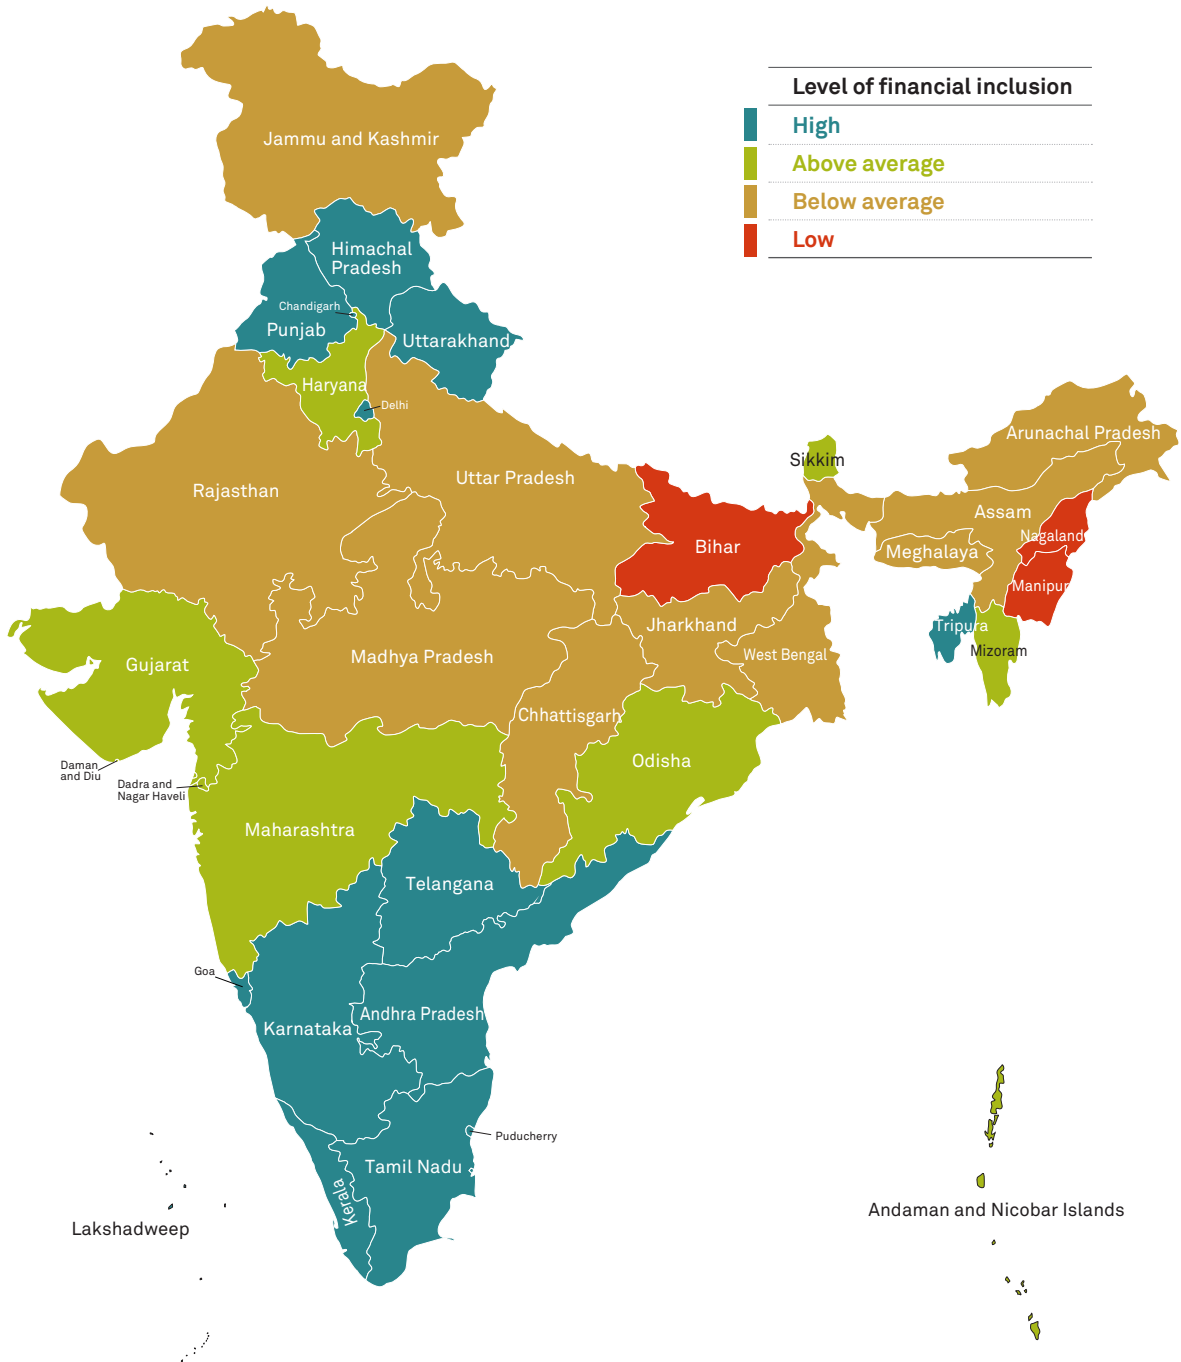 Level of financial inclusion
High
Above average
Below average
Low
Jammu and Kashmir
Himachal
Pradesh
Chandigarh
Punjab
Uttarakhand
Haryana
Delhi
Arunachal Pradesh
Sikkim
Uttar Pradesh
Rajasthan
Assam
Nagaland
Bihar
Meghalaya
Manipur
Jharkhand
Tripura
Mizoram
West Bengal
Madhya Pradesh
Gujarat
Chhattisgarh
Odisha
Daman
and Diu
Dadra and
Nagar Haveli
Maharashtra
Telangana
Goa
Andhra Pradesh
Karnataka
Puducherry
Tamil Nadu
Kerala
Andaman and Nicobar Islands
Lakshadweep